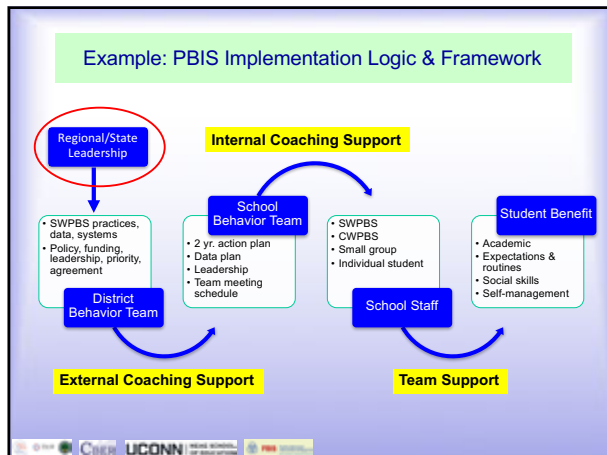 Example: PBIS Implementation Logic & Framework
Regional/State
Leadership
Internal Coaching Support
• SWPBS practices,
data, systems
• Policy, funding,
leadership, priority,
agreement
District
Behavior Team
School
Behavior Team
• 2 yr. action plan
• Data plan
• Leadership
• Team meeting
schedule
• SWPBS
• CWPBS
• Small group
• Individual student
School Staff
Student Benefit
• Academic
• Expectations &
routines
• Social skills
• Self-management
External Coaching Support
Team Support
CBER
UCONN
PBIS